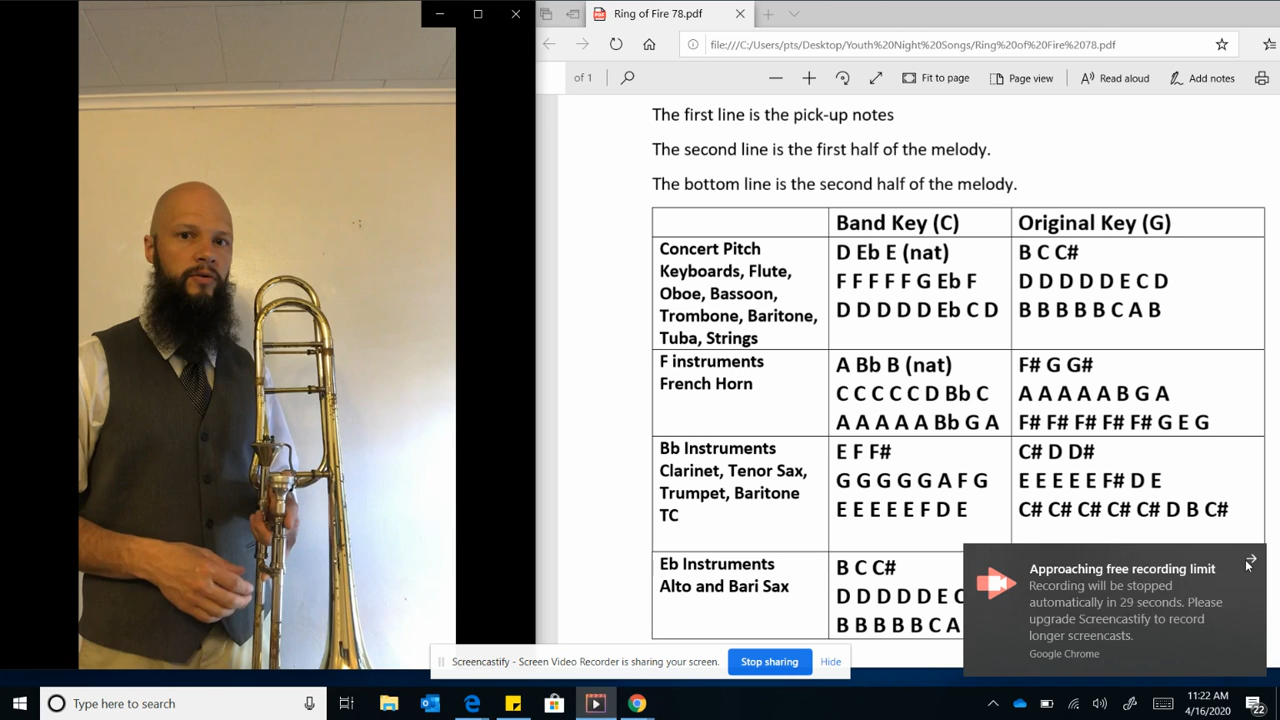 Ring of Fire 78.pdf
file:///C:/Users/pts/Desktop/Youth%20Night%20Songs/Ring%20of%20Fire%2078.pdf
of 1
Fit to page
Page view
Read aloud
Add notes
The first line is the pick-up notes
The second line is the first half of the melody.
The bottom line is the second half of the melody.
Band Key (C)
Original Key (G)
Concert Pitch
Keyboards, Flute,
Oboe, Bassoon,
Trombone, Baritone,
Tuba, Strings
D Eb E (nat)
F F F F F G Eb F
D D D D D Eb C D
B C C#
D D D D D E C D
B B B B B C A B
F instruments
French Horn
A Bb B (nat)
C C C C C D Bb C
A A A A A Bb G A
F# G G#
A A A A A B G A
F# F# F# F# F# G E G
Bb Instruments
Clarinet, Tenor Sax,
Trumpet, Baritone
TC
E F F#
G G G G G A F G
E E E E E F D E
C# D D#
E E E E E F# D E
C# C# C# C# C# D B C#
Eb Instruments
Alto and Bari Sax
B C C#
D D D D D E C
B B B B B C A
Approaching free recording limit
Recording will be stopped
automatically in 29 seconds. Please
upgrade Screencastify to record
longer screencasts.
Google Chrome
Screencastify - Screen Video Recorder is sharing your screen.
Stop sharing
Hide
Type here to search
11:22 AM
4/16/2020
22